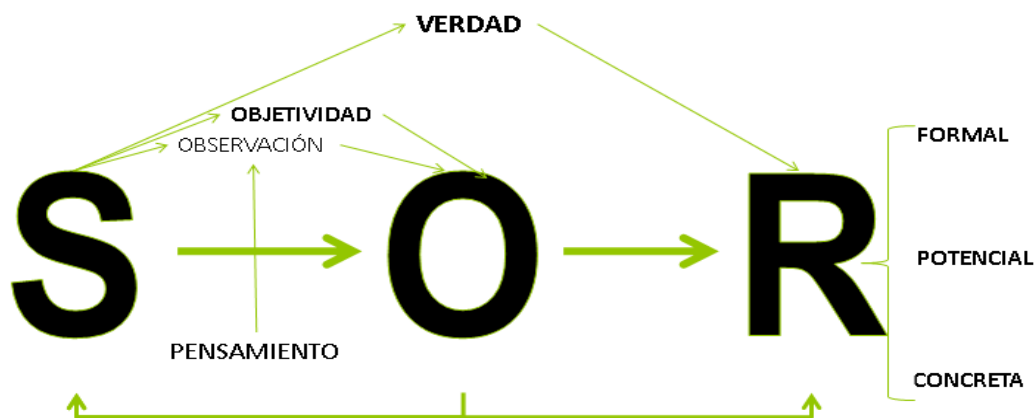 VERDAD
OBJETIVIDAD
OBSERVACIÓN
FORMAL
S O R
POTENCIAL
PENSAMIENTO
CONCRETA